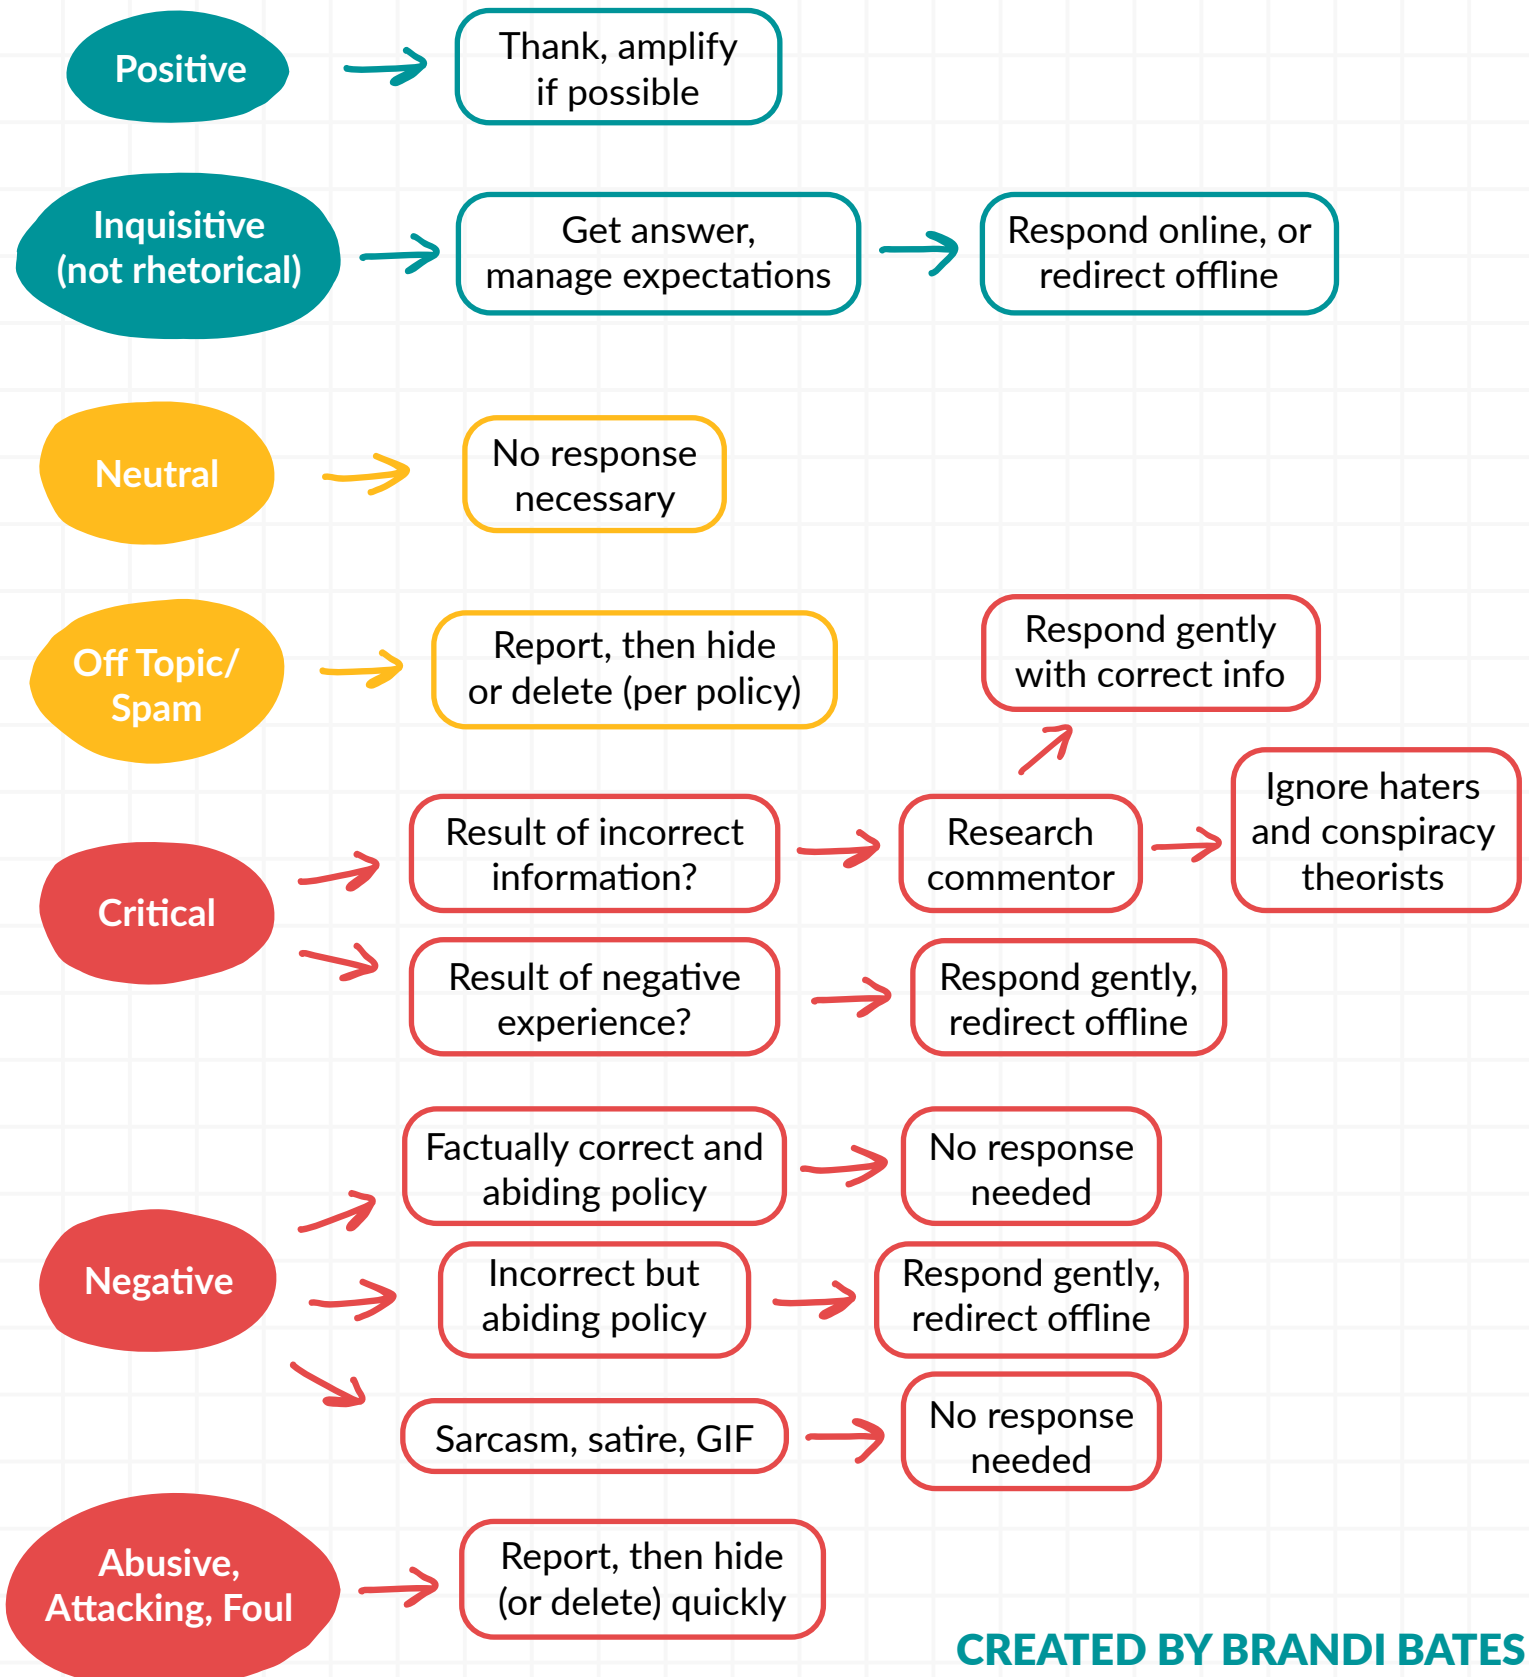 Positive
Thank, amplify
if possible
Inquisitive
(not rhetorical)
Get answer,
manage expectations
Respond online, or
redirect offline
Neutral
No response
necessary
Off Topic/
Spam
Report, then hide
or delete (per policy)
Critical
Result of incorrect
information?
Research
commentor
Respond gently
with correct info
Ignore haters
and conspiracy
theorists
Result of negative
experience?
Respond gently,
redirect offline
Negative
Factually correct and
abiding policy
No response
needed
Incorrect but
abiding policy
Respond gently,
redirect offline
Sarcasm, satire, GIF
No response
needed
Abusive,
Attacking, Foul
Report, then hide
(or delete) quickly
CREATED BY BRANDI BATES